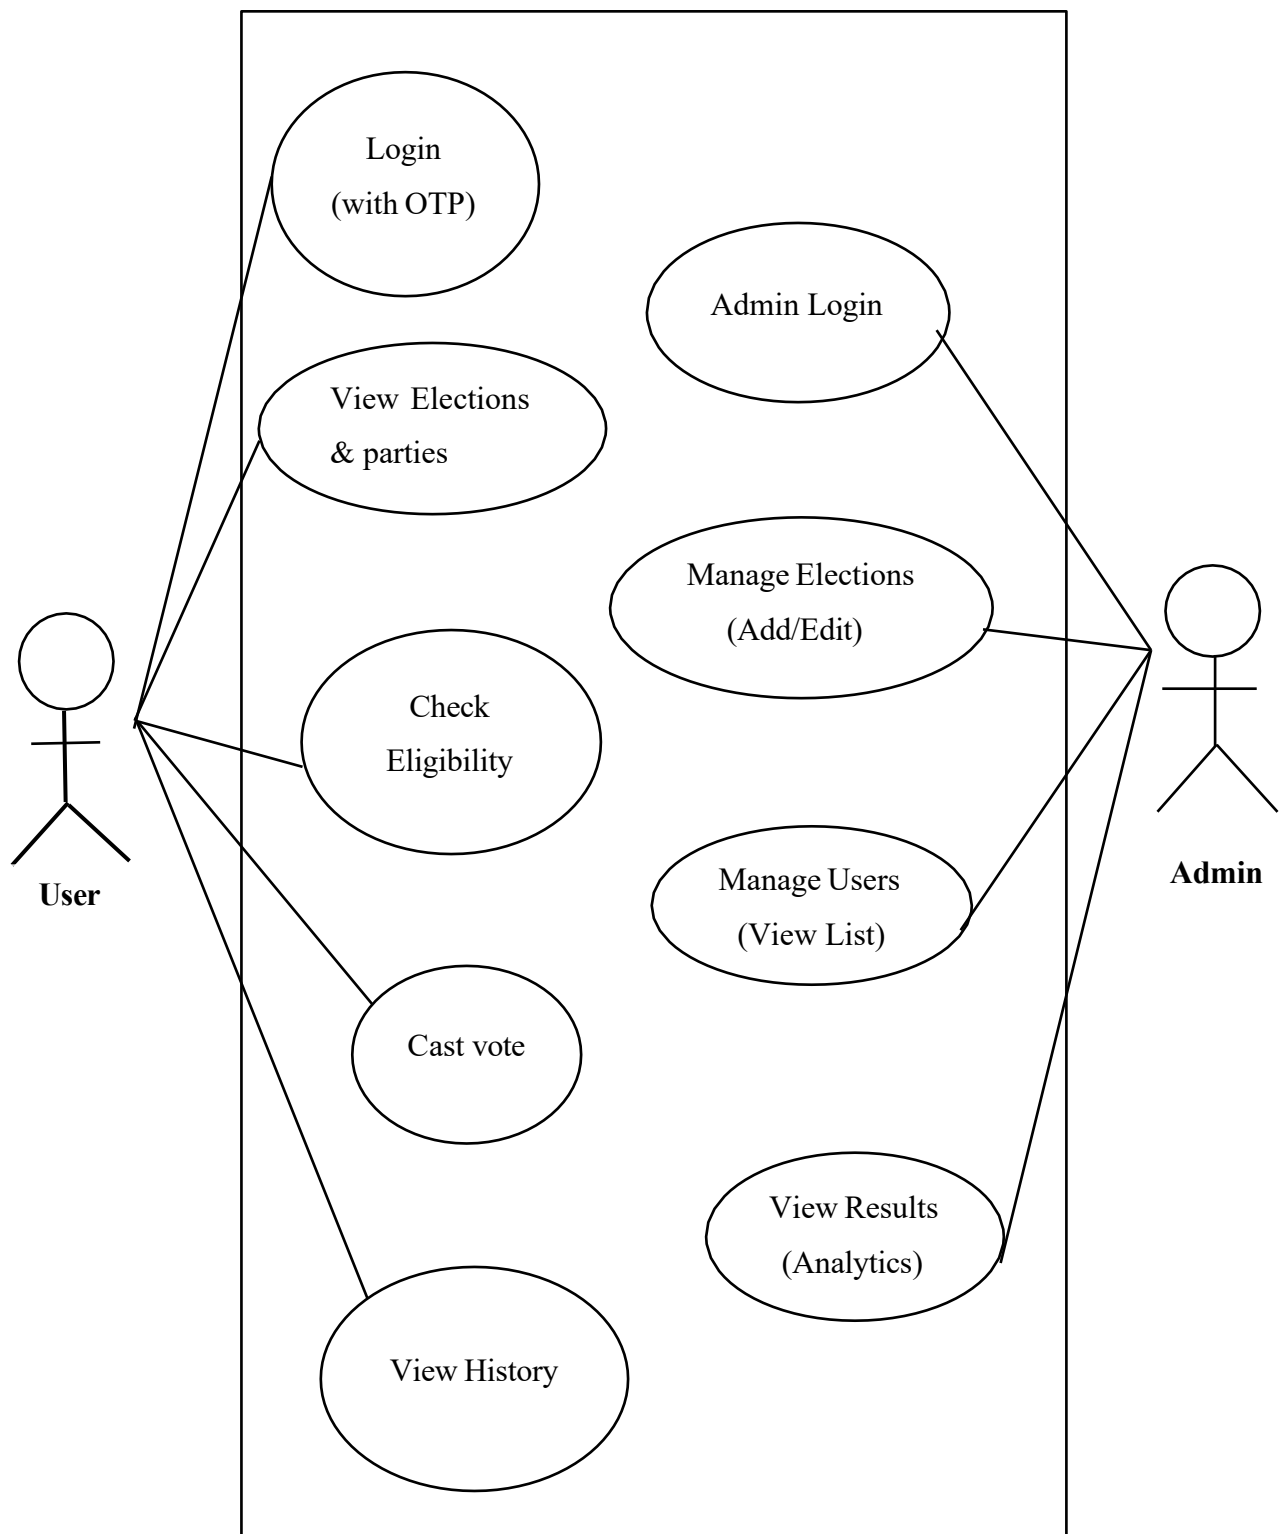 Login
(with OTP)
Admin Login
View Elections
& parties
Manage Elections
(Add/Edit)
Check
Eligibility
Manage Users
(View List)
User
Admin
Cast vote
View Results
(Analytics)
View History